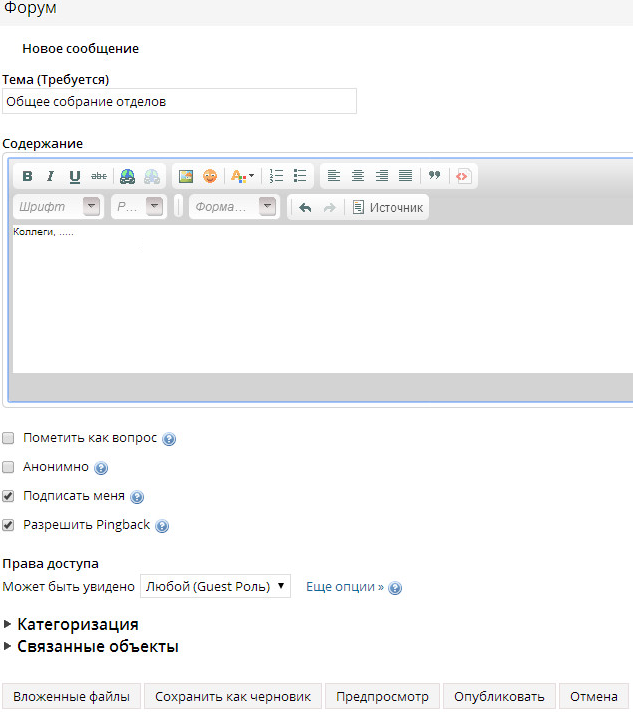 Форум
Новое сообщение
Тема (Требуется)
Общее собрание отделов
Содержание
B I U abc
Шрифт Р... Форма... Источник
Коллеги, .....
Пометить как вопрос
Анонимно
Подписать меня
Разрешить Pingback
Права доступа
Может быть увидено Любой (Guest Роль) Еще опции »
Категоризация
Связанные объекты
Вложенные файлы Сохранить как черновик Предпросмотр Опубликовать Отмена